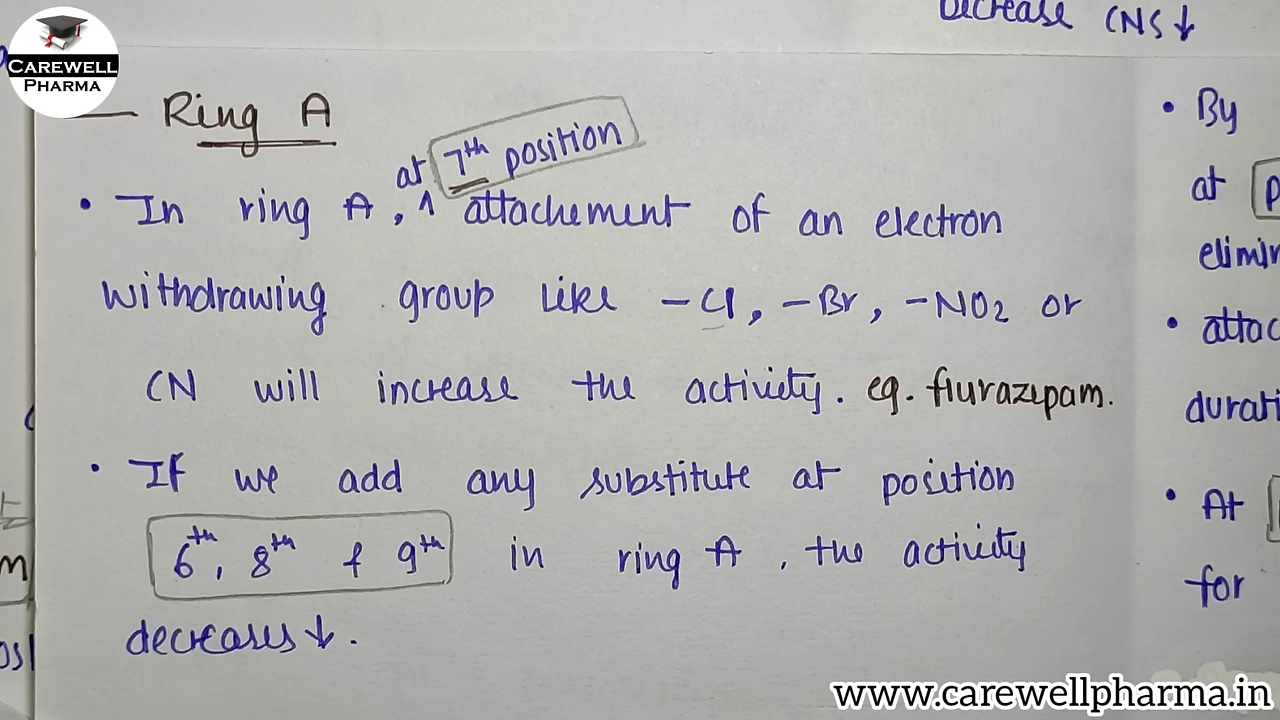 Decrease CNS ↓
CAREWELL
PHARMA
— Ring A
at 7th position
• In ring A, ^ attachement of an electron
withdrawing group like -Cl, -Br, -NO2 or
CN will increase the activity. eg. flurazepam.
• If we add any substitute at position
6th, 8th & 9th in ring A, the activity
decreases ↓.
• By
at
•
durati
• At
for
www.carewellpharma.in